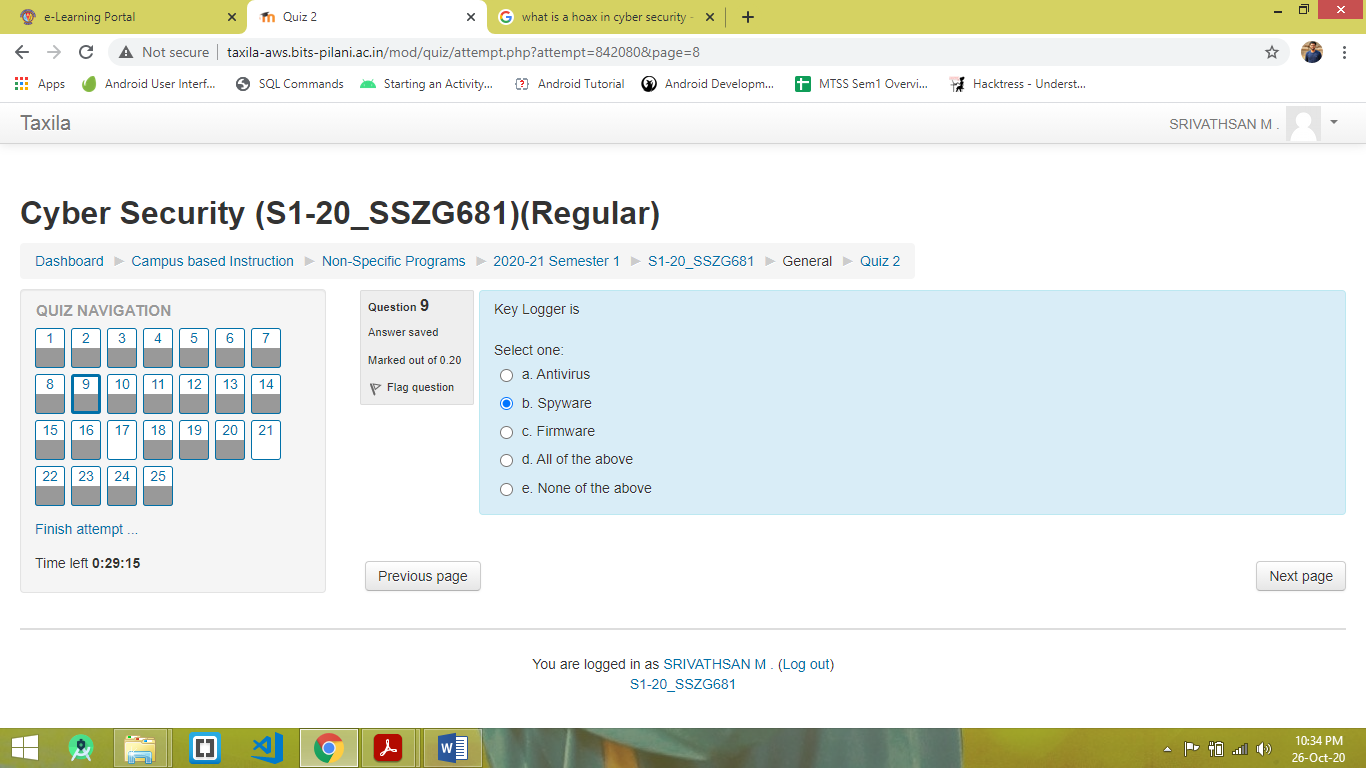 e-Learning Portal
Quiz 2
what is a hoax in cyber security -
Not secure
taxila-aws.bits-pilani.ac.in/mod/quiz/attempt.php?attempt=842080&page=8
Apps
Android User Interf...
SQL Commands
Starting an Activity...
Android Tutorial
Android Developm...
MTSS Sem1 Overvi...
Hacktress - Underst...
Taxila
SRIVATHSAN M .
Cyber Security (S1-20_SSZG681)(Regular)
Dashboard
Campus based Instruction
Non-Specific Programs
2020-21 Semester 1
S1-20_SSZG681
General
Quiz 2
QUIZ NAVIGATION
1 2 3 4 5 6 7
8 9 10 11 12 13 14
15 16 17 18 19 20 21
22 23 24 25
Finish attempt ...
Time left 0:29:15
Question 9
Answer saved
Marked out of 0.20
Flag question
Key Logger is
Select one:
a. Antivirus
b. Spyware
c. Firmware
d. All of the above
e. None of the above
Previous page
Next page
You are logged in as SRIVATHSAN M . (Log out)
S1-20_SSZG681
10:34 PM
26-Oct-20